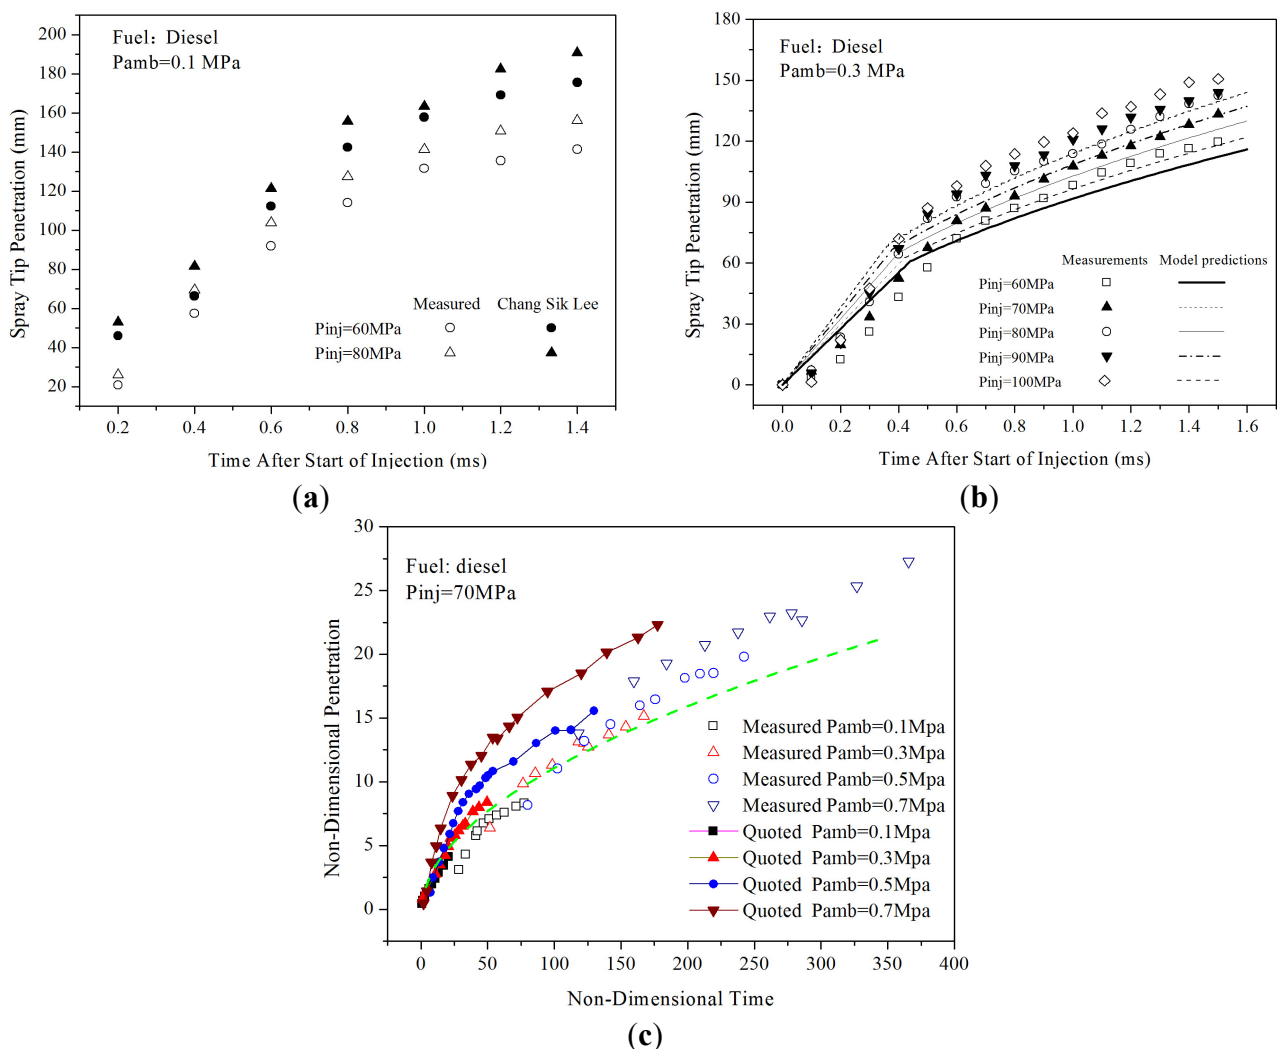 Fuel: Diesel
Pamb=0.1 MPa
200
180
160
140
120
100
80
60
40
20
Spray Tip Penetration (mm)
Measured Chang Sik Lee
Pinj=60MPa
Pinj=80MPa
0.2 0.4 0.6 0.8 1.0 1.2 1.4
Time After Start of Injection (ms)
(a)
Fuel: Diesel
Pamb=0.3 MPa
180
150
120
90
60
30
0
Spray Tip Penetration (mm)
Measurements Model predictions
Pinj=60MPa
Pinj=70MPa
Pinj=80MPa
Pinj=90MPa
Pinj=100MPa
0.0 0.2 0.4 0.6 0.8 1.0 1.2 1.4 1.6
Time After Start of Injection (ms)
(b)
Fuel: diesel
Pinj=70MPa
30
25
20
15
10
5
0
Non-Dimensional Penetration
Measured Pamb=0.1Mpa
Measured Pamb=0.3Mpa
Measured Pamb=0.5Mpa
Measured Pamb=0.7Mpa
Quoted Pamb=0.1Mpa
Quoted Pamb=0.3Mpa
Quoted Pamb=0.5Mpa
Quoted Pamb=0.7Mpa
0 50 100 150 200 250 300 350 400
Non-Dimensional Time
(c)